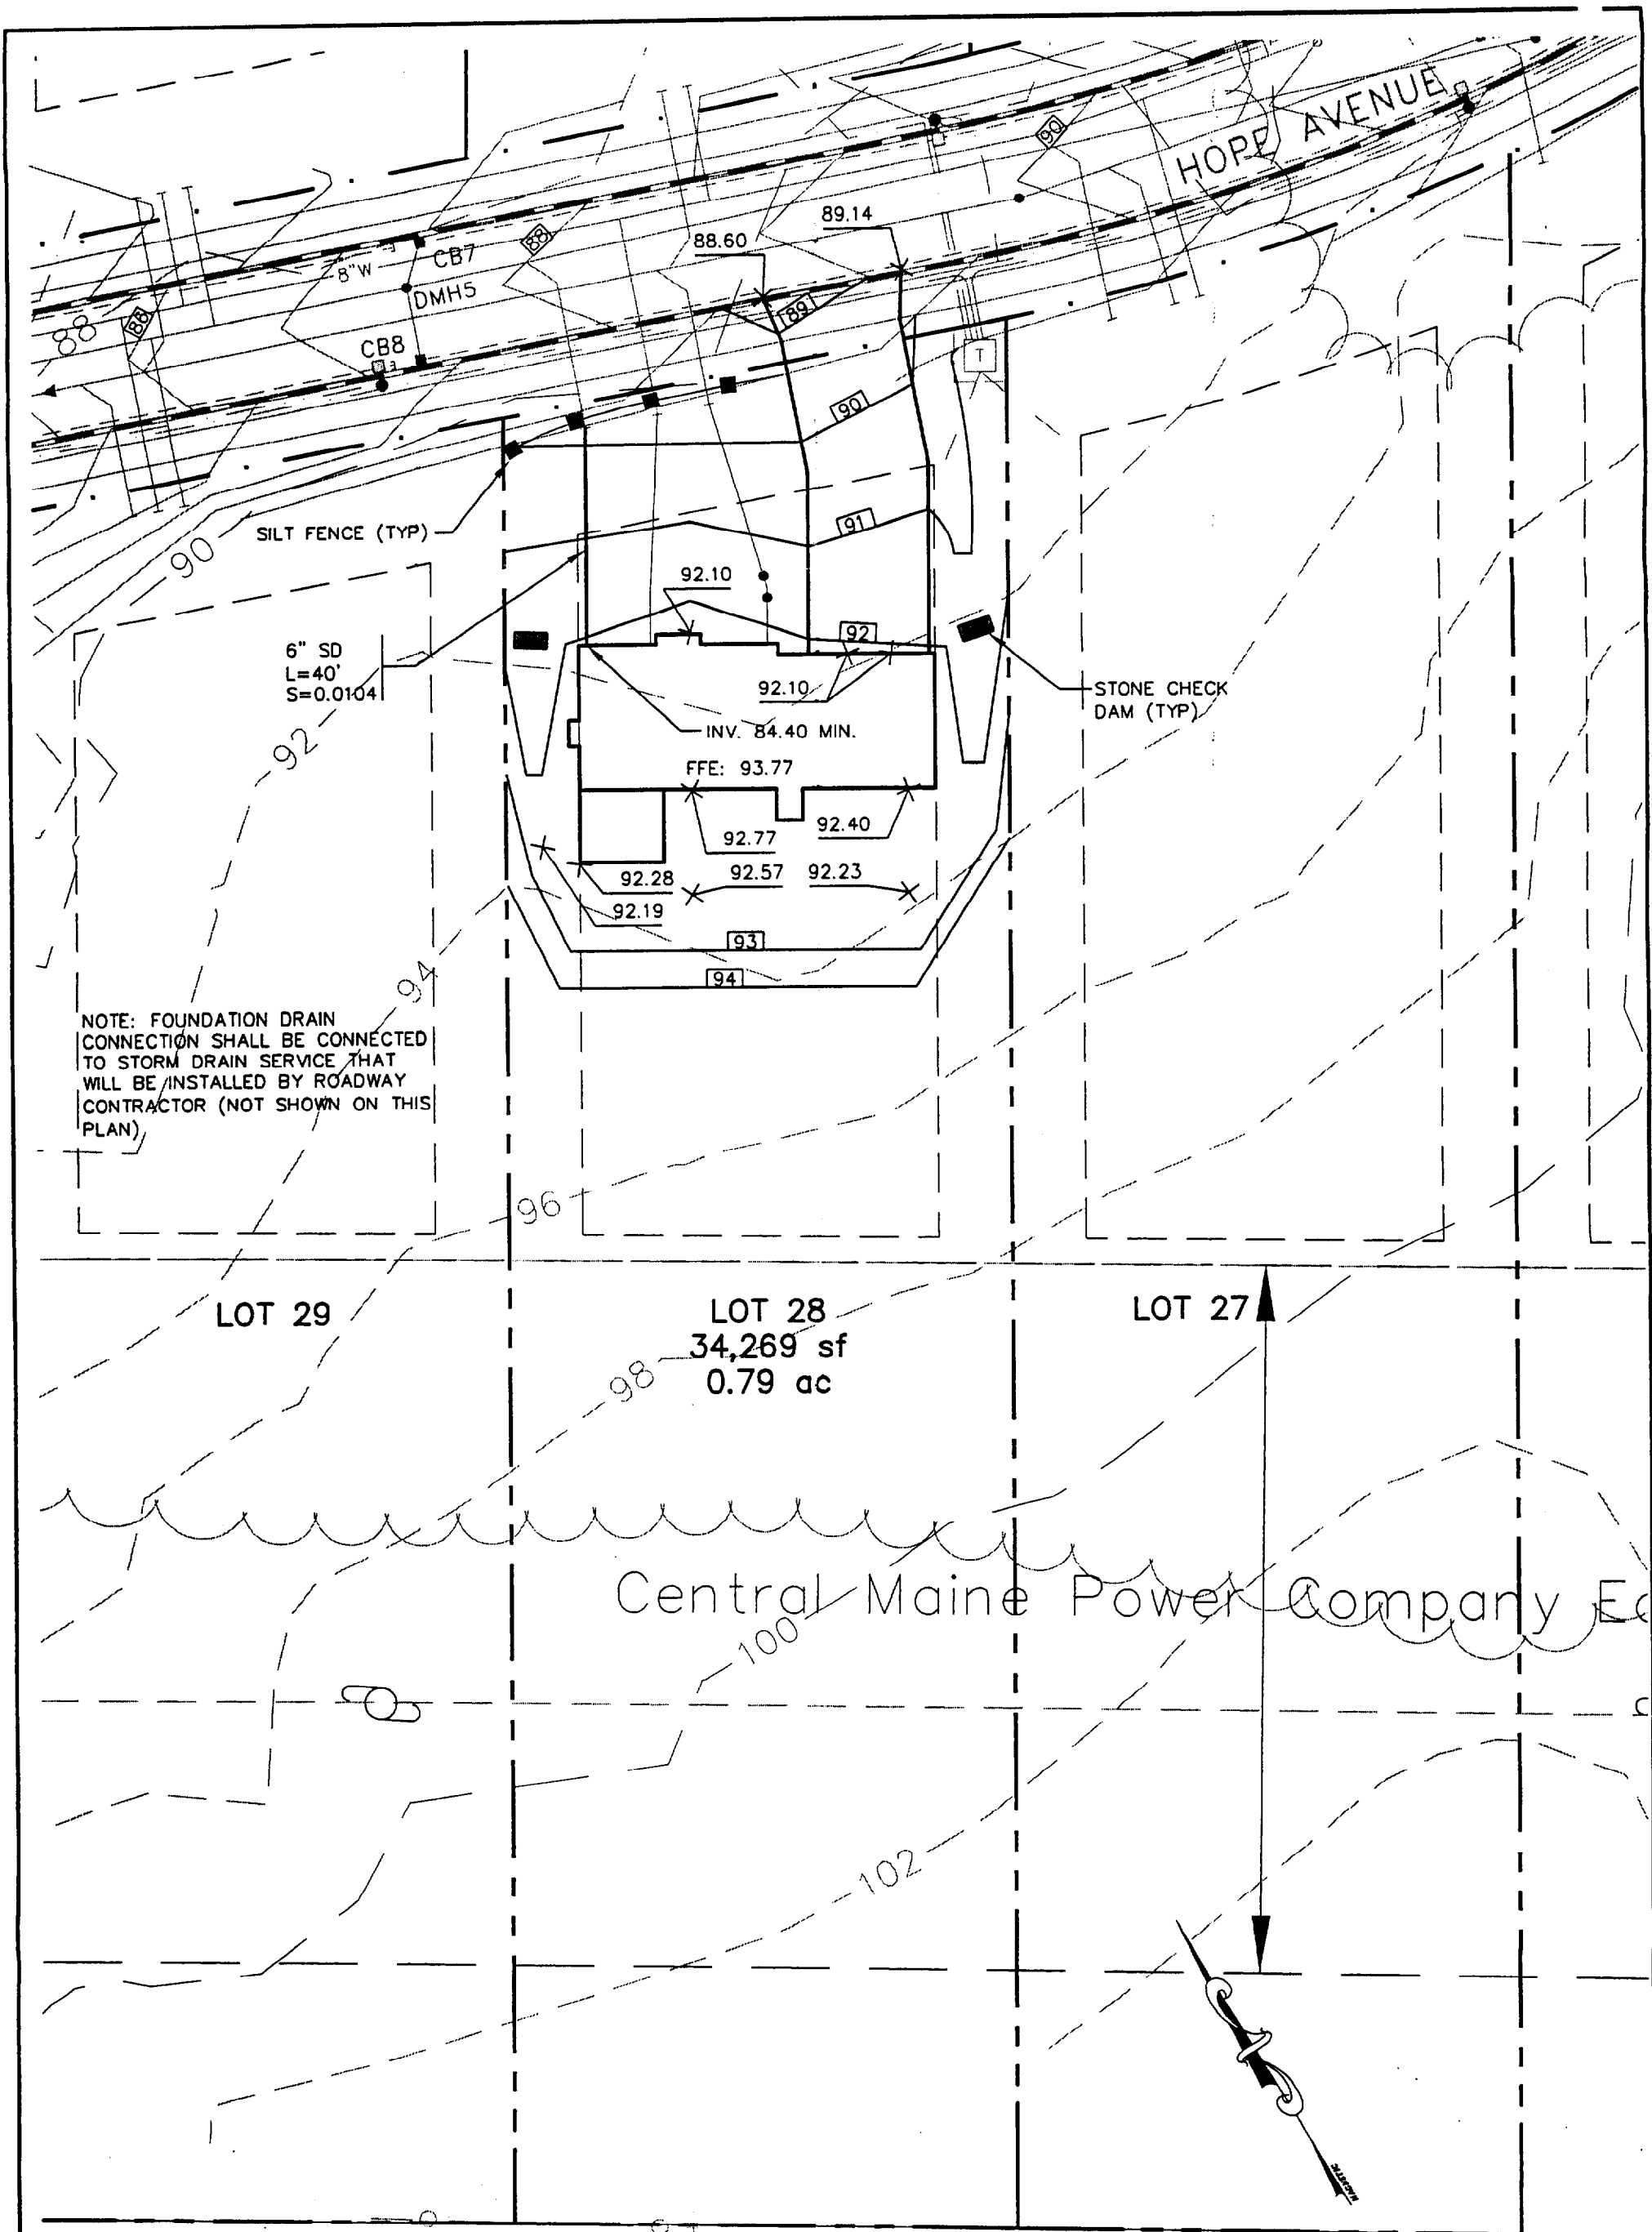 HOPE AVENUE
90
89.14
88.60
88
CB7
8"W
DMH5
88
86
89
CB8
T
90
SILT FENCE (TYP)
91
90
92.10
92
6" SD
L=40'
S=0.0104
92.10
STONE CHECK
DAM (TYP)
INV. 84.40 MIN.
92
FFE: 93.77
92.77
92.40
92.28
92.57
92.23
92.19
93
94
94
NOTE: FOUNDATION DRAIN
CONNECTION SHALL BE CONNECTED
TO STORM DRAIN SERVICE THAT
WILL BE INSTALLED BY ROADWAY
CONTRACTOR (NOT SHOWN ON THIS
PLAN)
96
LOT 29
LOT 28
LOT 27
34,269 sf
0.79 ac
98
Central Maine Power Company
100
102
MAGNETIC